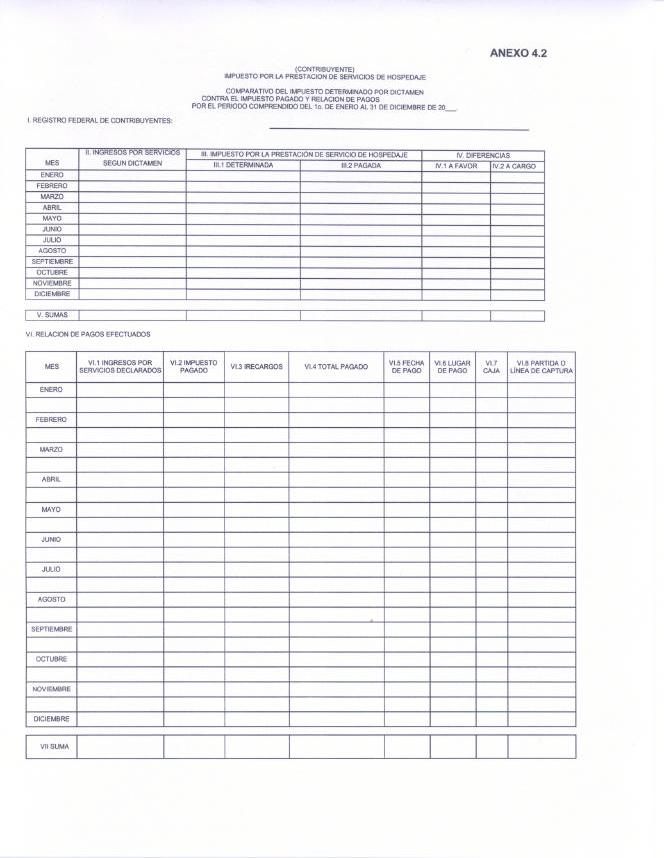 ANEXO 4.2
(CONTRIBUYENTE)
IMPUESTO POR LA PRESTACION DE SERVICIOS DE HOSPEDAJE
COMPARATIVO DEL IMPUESTO DETERMINADO POR DICTAMEN
CONTRA EL IMPUESTO PAGADO Y RELACION DE PAGOS
POR EL PERIODO COMPRENDIDO DEL 1o. DE ENERO AL 31 DE DICIEMBRE DE 20___.
I. REGISTRO FEDERAL DE CONTRIBUYENTES:
MES II. INGRESOS POR SERVICIOS SEGUN DICTAMEN III. IMPUESTO POR LA PRESTACIÓN DE SERVICIO DE HOSPEDAJE IV. DIFERENCIAS
III.1 DETERMINADA III.2 PAGADA IV.1 A FAVOR IV.2 A CARGO
ENERO
FEBRERO
MARZO
ABRIL
MAYO
JUNIO
JULIO
AGOSTO
SEPTIEMBRE
OCTUBRE
NOVIEMBRE
DICIEMBRE
V. SUMAS
VI. RELACION DE PAGOS EFECTUADOS
MES VI.1 INGRESOS POR SERVICIOS DECLARADOS VI.2 IMPUESTO PAGADO VI.3 IRECARGOS VI.4 TOTAL PAGADO VI.5 FECHA DE PAGO VI.6 LUGAR DE PAGO VI.7 CAJA VI.8 PARTIDA O LÍNEA DE CAPTURA
ENERO
FEBRERO
MARZO
ABRIL
MAYO
JUNIO
JULIO
AGOSTO
SEPTIEMBRE
OCTUBRE
NOVIEMBRE
DICIEMBRE
VII SUMA